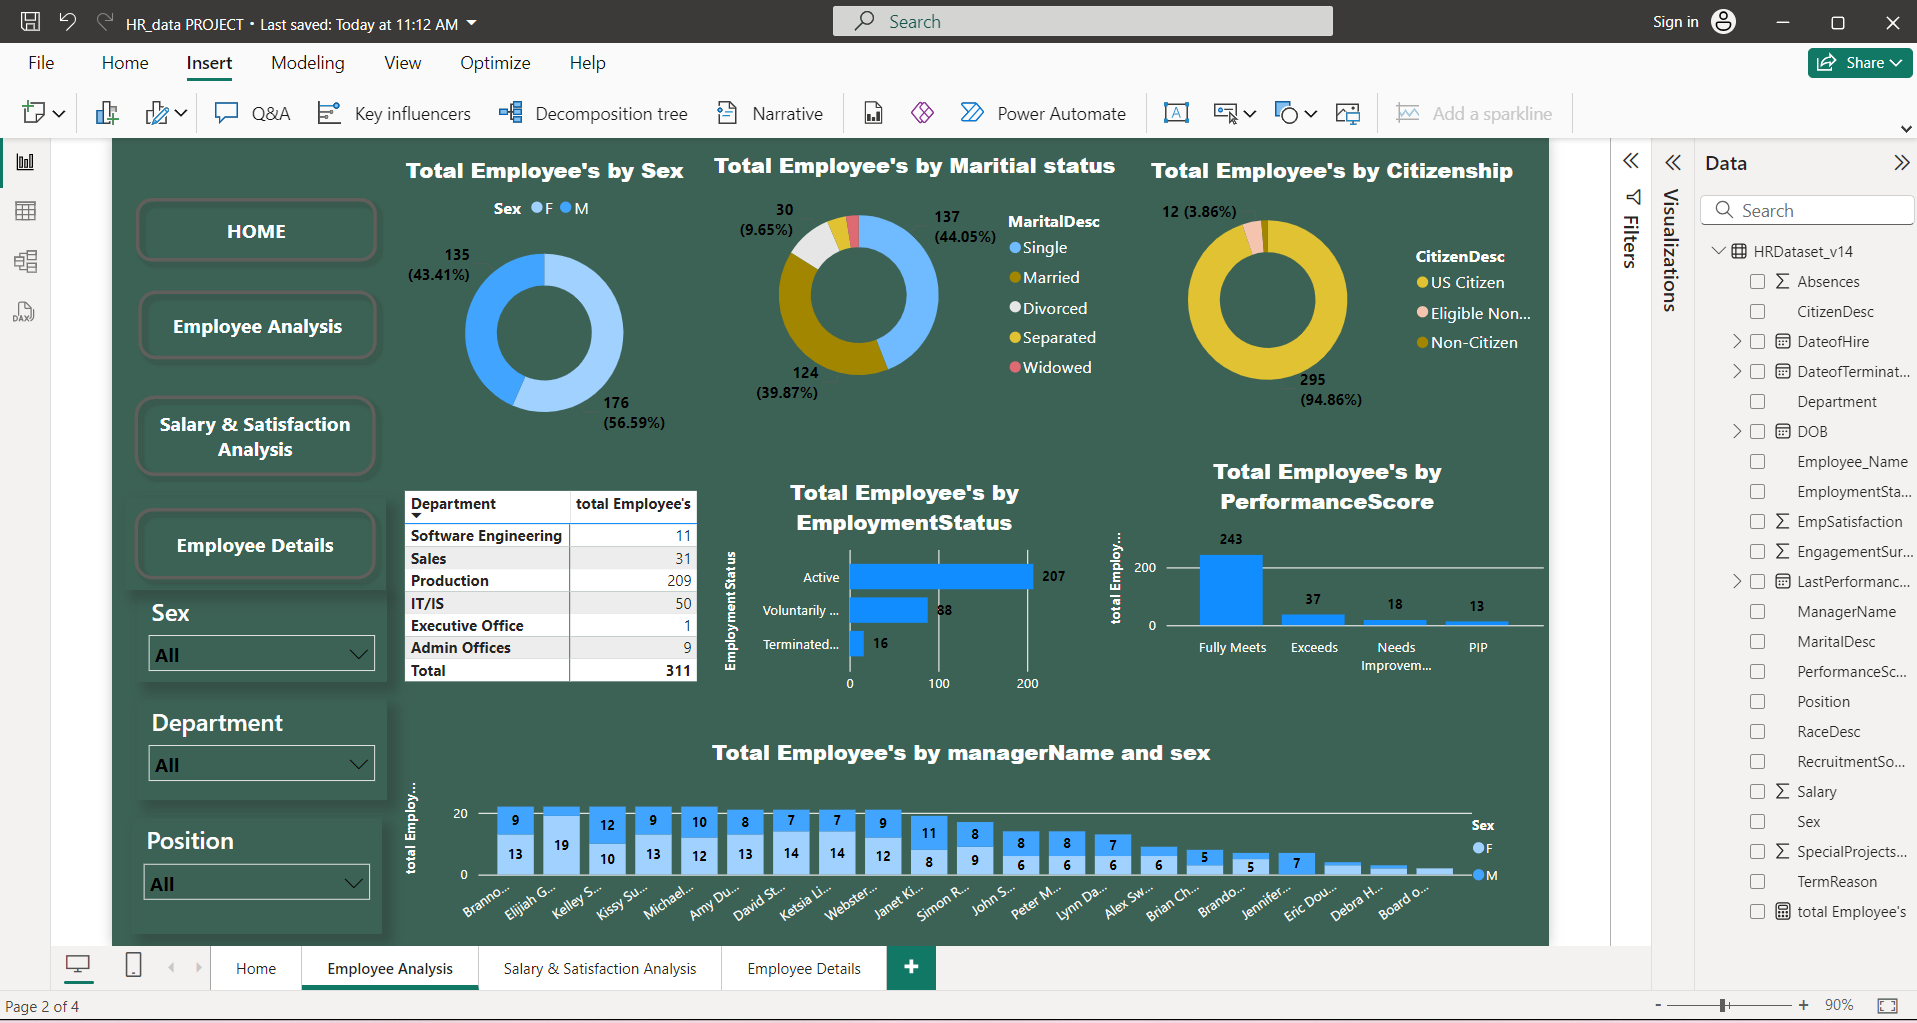 HR_data PROJECT • Last saved: Today at 11:12 AM
Search
Sign in
File
Home
Insert
Modeling
View
Optimize
Help
Share
Q&A
Key influencers
Decomposition tree
Narrative
Power Automate
Add a sparkline
HOME
Employee Analysis
Salary & Satisfaction
Analysis
Employee Details
Sex
All
Department
All
Position
All
Total Employee's by Sex
Sex F M
135
(43.41%)
176
(56.59%)
Total Employee's by Maritial status
30
(9.65%)
137
(44.05%)
124
(39.87%)
MaritalDesc
Single
Married
Divorced
Separated
Widowed
Total Employee's by Citizenship
12 (3.86%)
295
(94.86%)
CitizenDesc
US Citizen
Eligible Non...
Non-Citizen
Department total Employee's
Software Engineering 11
Sales 31
Production 209
IT/IS 50
Executive Office 1
Admin Offices 9
Total 311
Total Employee's by
EmploymentStatus
EmploymentStatus
Active 207
Voluntarily ... 88
Terminated... 16
0 100 200
Total Employee's by
PerformanceScore
total Employ...
200
0
243
37
18
13
Fully Meets
Exceeds
Needs
Improvem...
PIP
Total Employee's by managerName and sex
total Employ...
20
0
9 12 9 10 8 7 7 9 11 8 8 8 7 5 7
13 19 10 13 12 13 14 14 12 8 9 6 6 6 6 5
Branno...
Elijiah G...
Kelley S...
Kissy Su...
Michael...
Amy Du...
David St...
Ketsia Li...
Webster...
Janet Ki...
Simon R...
John S...
Peter M...
Lynn Da...
Alex Sw...
Brian Ch...
Brando...
Jennifer...
Eric Dou...
Debra H...
Board o...
Sex
F
M
Filters
Visualizations
Data
Search
HRDataset_v14
Absences
CitizenDesc
DateofHire
DateofTerminat...
Department
DOB
Employee_Name
EmploymentSta...
EmpSatisfaction
EngagementSur...
LastPerformanc...
ManagerName
MaritalDesc
PerformanceSc...
Position
RaceDesc
RecruitmentSo...
Salary
Sex
SpecialProjects...
TermReason
total Employee's
DAX
Home
Employee Analysis
Salary & Satisfaction Analysis
Employee Details
+
Page 2 of 4
- + 90%